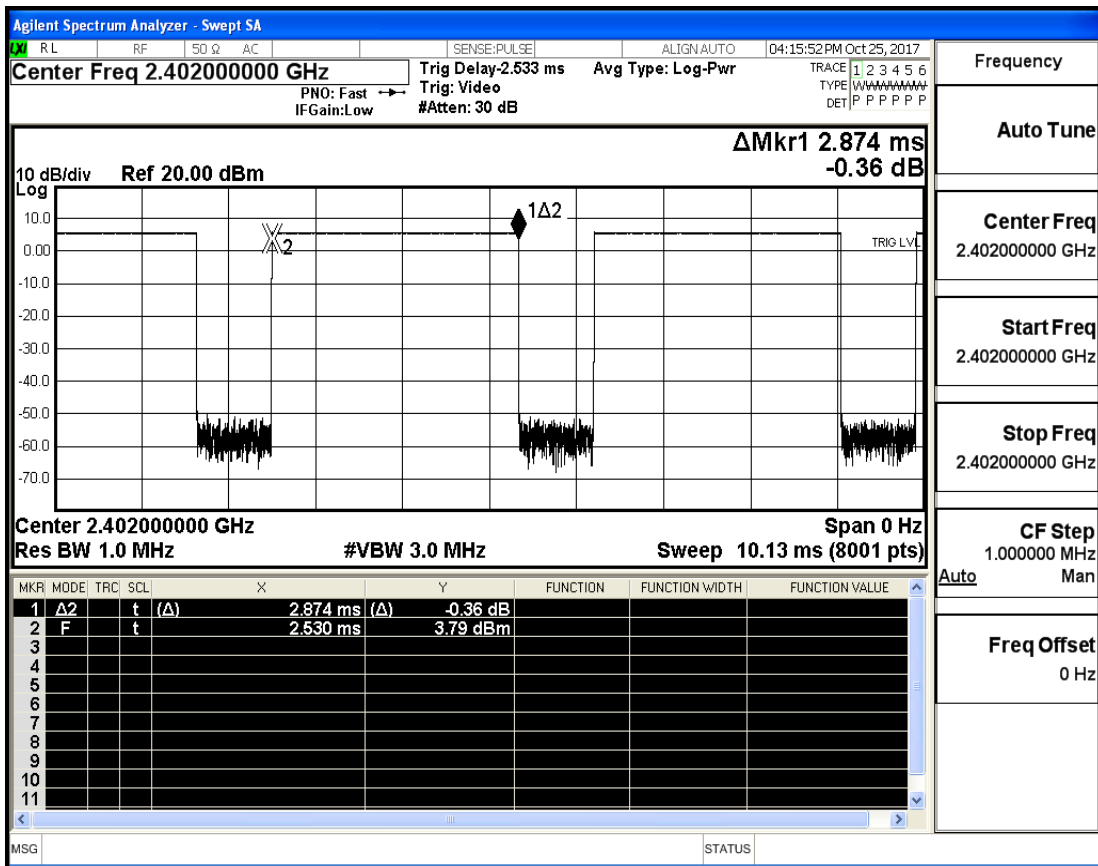 Agilent Spectrum Analyzer - Swept SA
LXI RL RF 50 Ω AC SENSE:PULSE ALIGN AUTO 04:15:52 PM Oct 25, 2017
Center Freq 2.402000000 GHz
PNO: Fast
IFGain:Low
Trig Delay-2.533 ms
Trig: Video
#Atten: 30 dB
Avg Type: Log-Pwr
TRACE 1 2 3 4 5 6
TYPE WWWWWW
DET P P P P P P
ΔMkr1 2.874 ms
-0.36 dB
10 dB/div Ref 20.00 dBm
Log
10.0
0.00
-10.0
-20.0
-30.0
-40.0
-50.0
-60.0
-70.0
2
1Δ2
TRIG LVL
Center 2.402000000 GHz Span 0 Hz
Res BW 1.0 MHz #VBW 3.0 MHz Sweep 10.13 ms (8001 pts)
MKR MODE TRC SCL X Y FUNCTION FUNCTION WIDTH FUNCTION VALUE
1 Δ2 t (Δ) 2.874 ms (Δ) -0.36 dB
2 F t 2.530 ms 3.79 dBm
3
4
5
6
7
8
9
10
11
MSG STATUS
Frequency
Auto Tune
Center Freq
2.402000000 GHz
Start Freq
2.402000000 GHz
Stop Freq
2.402000000 GHz
CF Step
1.000000 MHz
Auto Man
Freq Offset
0 Hz